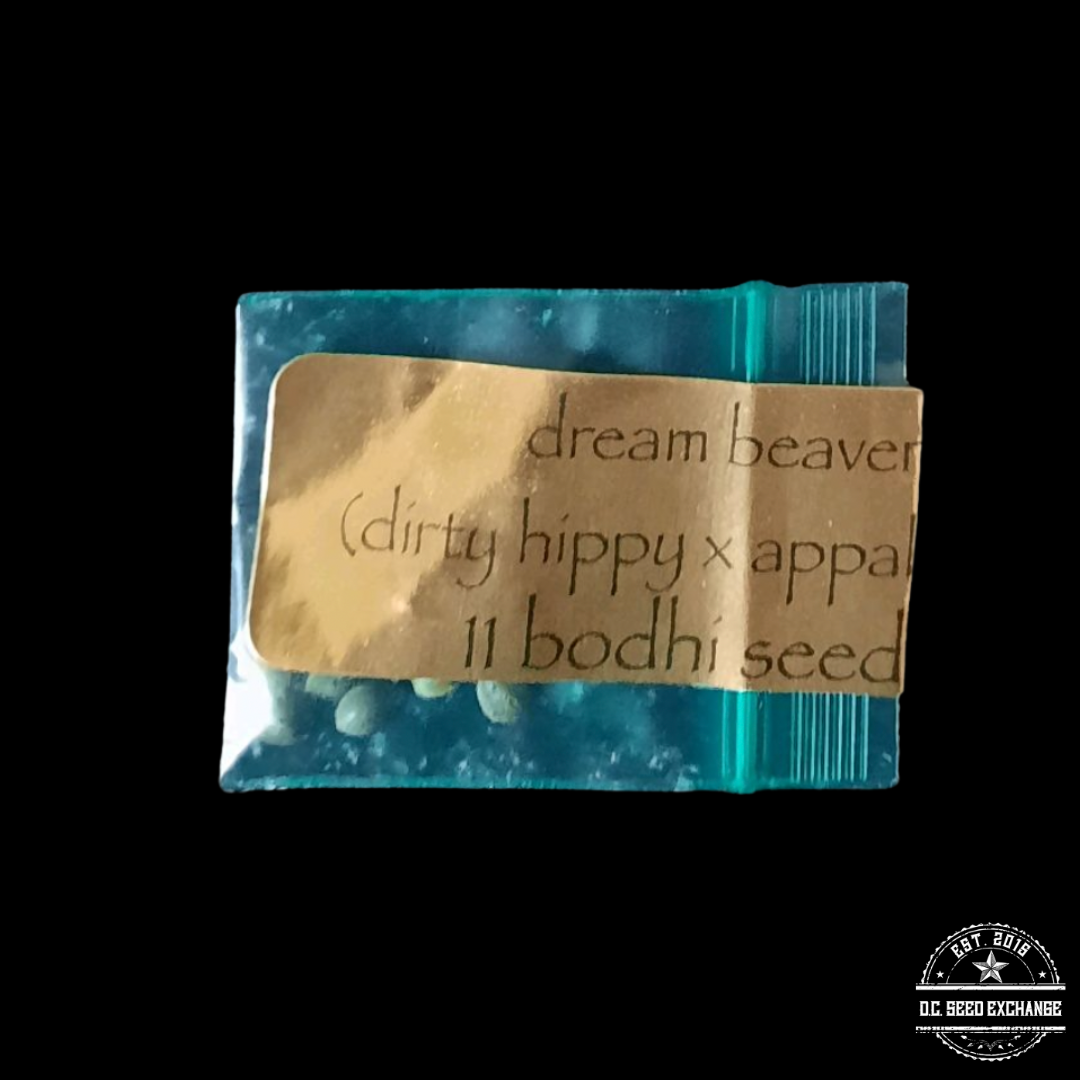 dream beaver
(dirty hippy x appal
11 bodhi seed
EST. 2018
D.C. SEED EXCHANGE